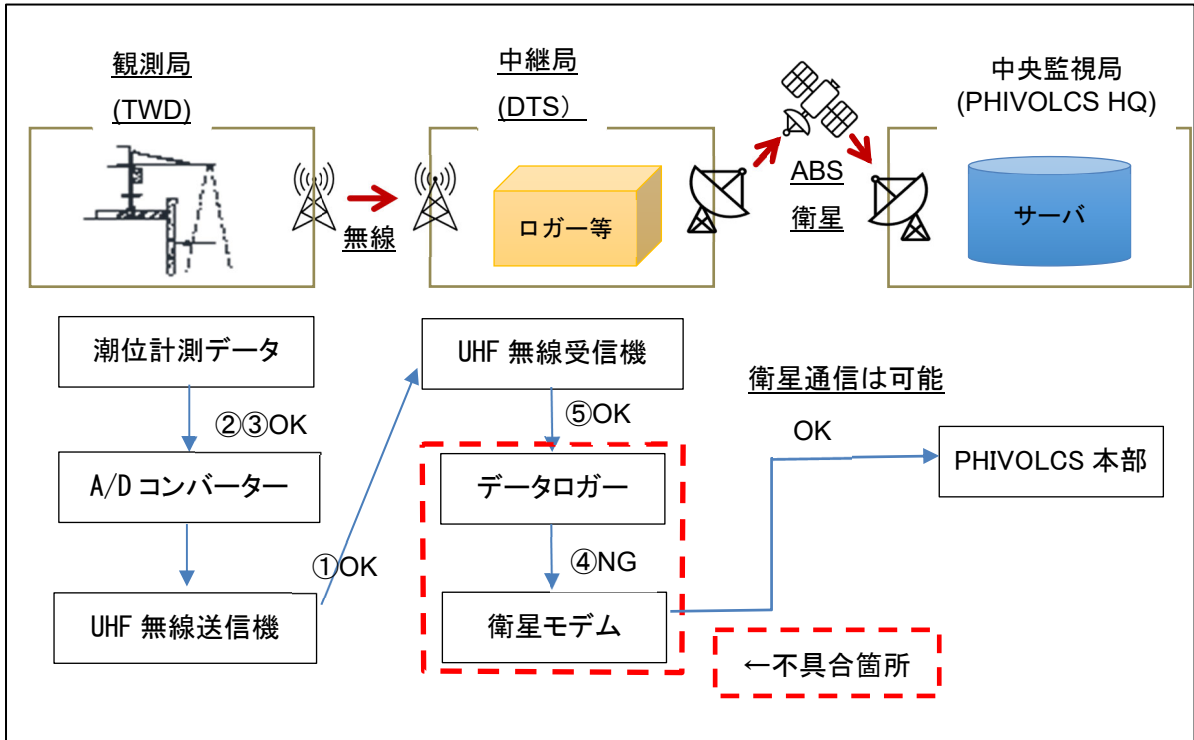 観測局
(TWD)
中継局
(DTS)
中央監視局
(PHIVOLCS HQ)
無線
ロガー等
ABS
衛星
サーバ
潮位計測データ
②③OK
A/D コンバーター
①OK
UHF 無線送信機
UHF 無線受信機
⑤OK
データロガー
④NG
衛星モデム
衛星通信は可能
OK
PHIVOLCS 本部
←不具合箇所